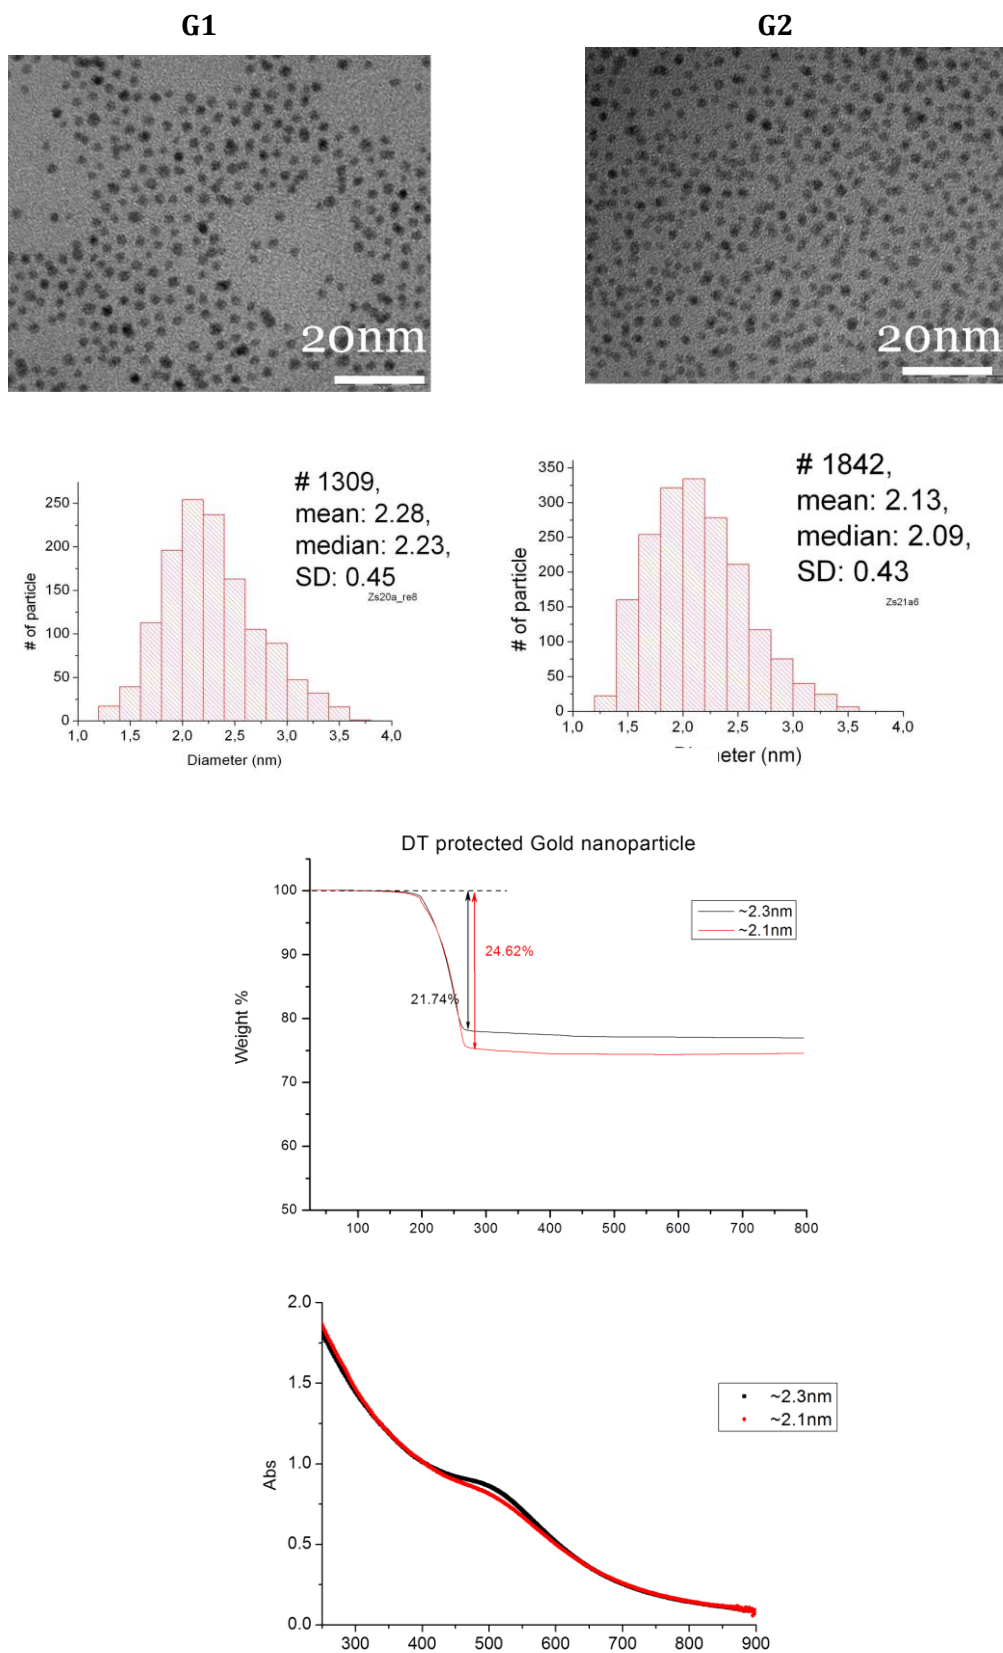 G1
G2
20nm
20nm
# 1309,
mean: 2.28,
median: 2.23,
SD: 0.45
Zs20a_re8
# of particle
250
200
150
100
50
0
1,0 1,5 2,0 2,5 3,0 3,5 4,0
Diameter (nm)
# 1842,
mean: 2.13,
median: 2.09,
SD: 0.43
Zs21a6
# of particle
350
300
250
200
150
100
50
0
1,0 1,5 2,0 2,5 3,0 3,5 4,0
eter (nm)
DT protected Gold nanoparticle
Weight %
100
90
80
70
60
50
24.62%
21.74%
~2.3nm
~2.1nm
100 200 300 400 500 600 700 800
Abs
2.0
1.5
1.0
0.5
0.0
~2.3nm
~2.1nm
300 400 500 600 700 800 900